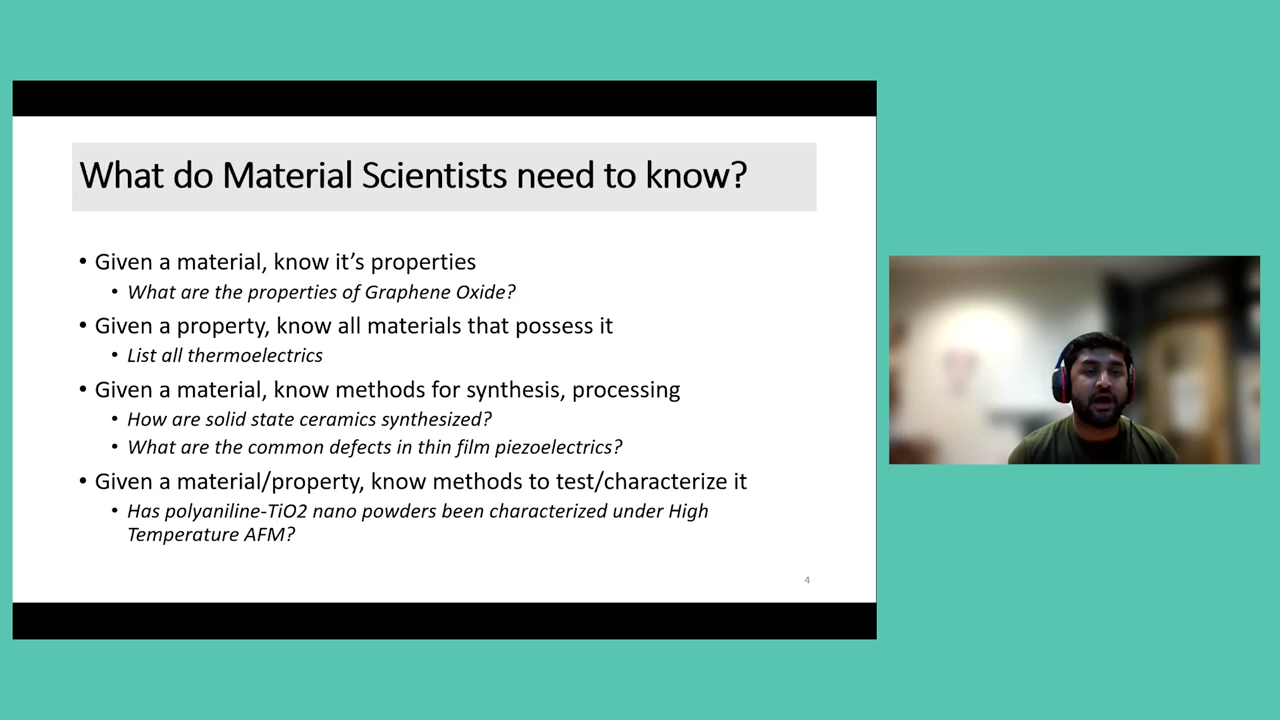 What do Material Scientists need to know?
• Given a material, know it’s properties
• What are the properties of Graphene Oxide?
• Given a property, know all materials that possess it
• List all thermoelectrics
• Given a material, know methods for synthesis, processing
• How are solid state ceramics synthesized?
• What are the common defects in thin film piezoelectrics?
• Given a material/property, know methods to test/characterize it
• Has polyaniline-TiO2 nano powders been characterized under High
Temperature AFM?
4